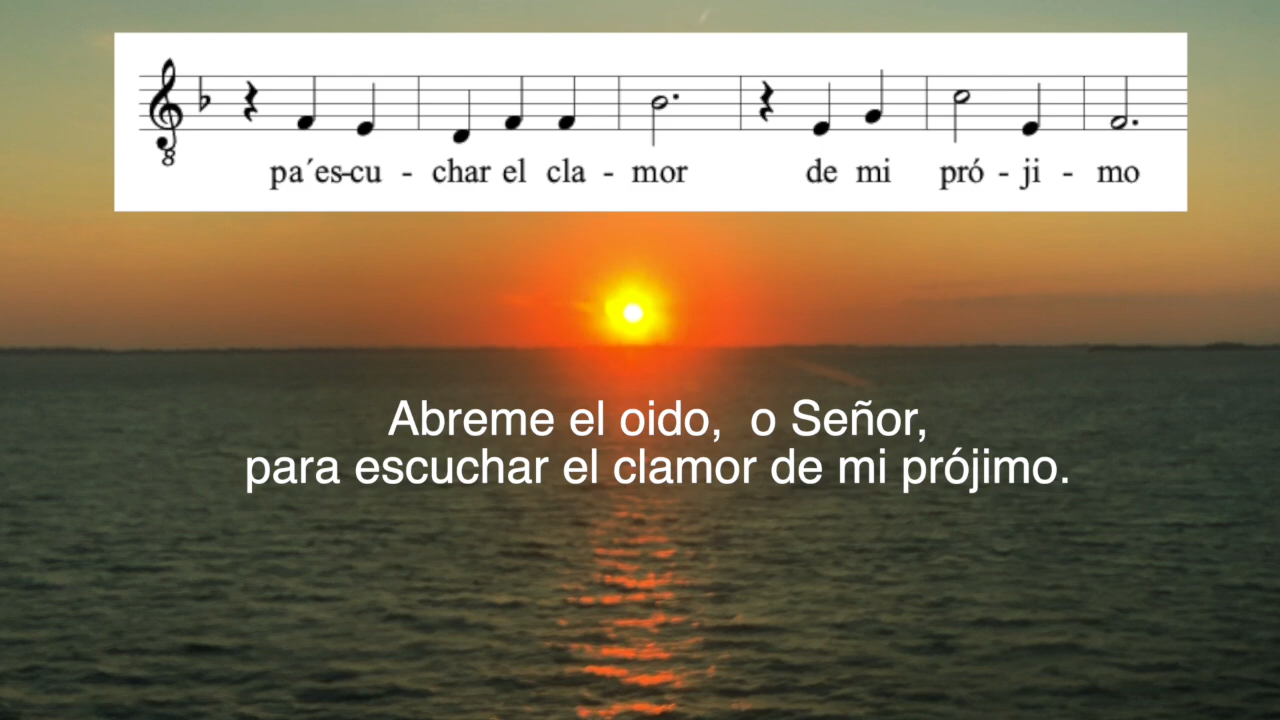 8
pa´es-cu - char el cla - mor de mi pró - ji - mo
Abreme el oido,  o Señor,
para escuchar el clamor de mi prójimo.